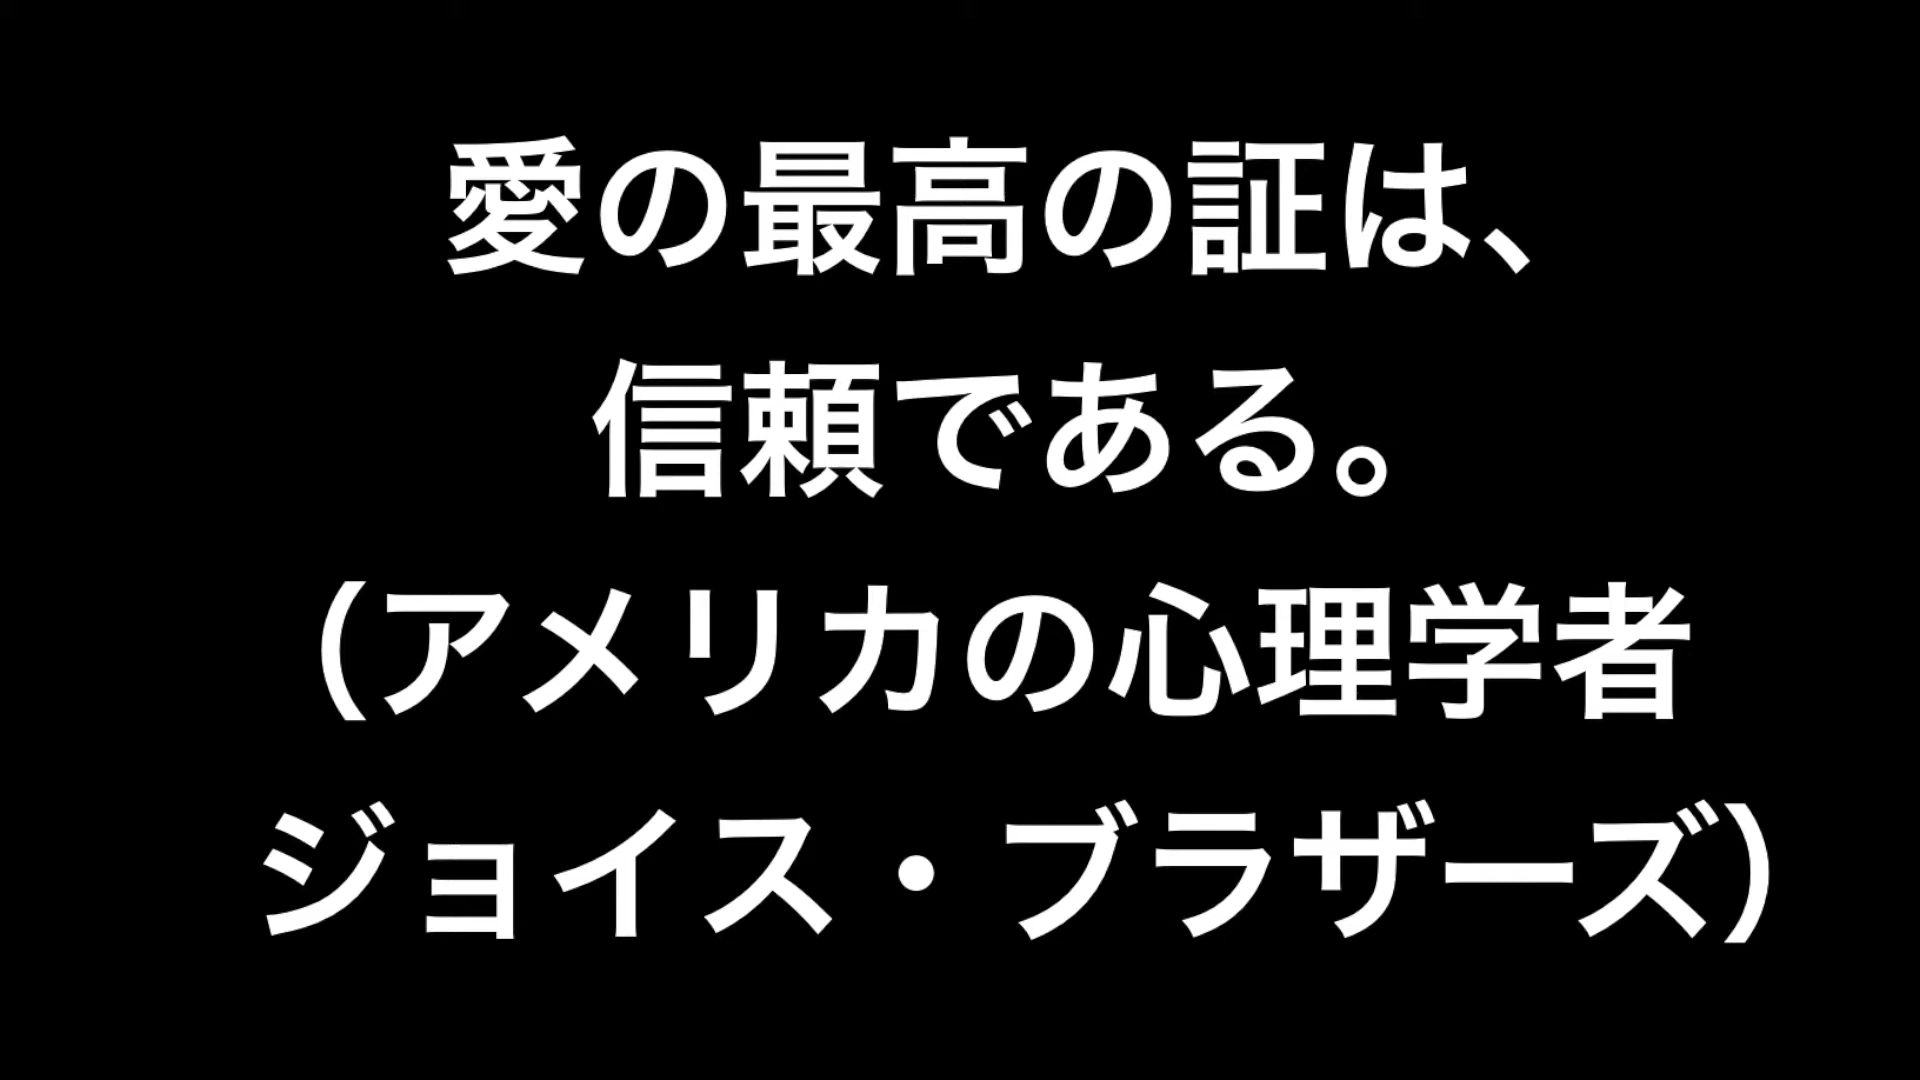 愛の最高の証は、
信頼である。
（アメリカの心理学者
ジョイス・ブラザーズ）